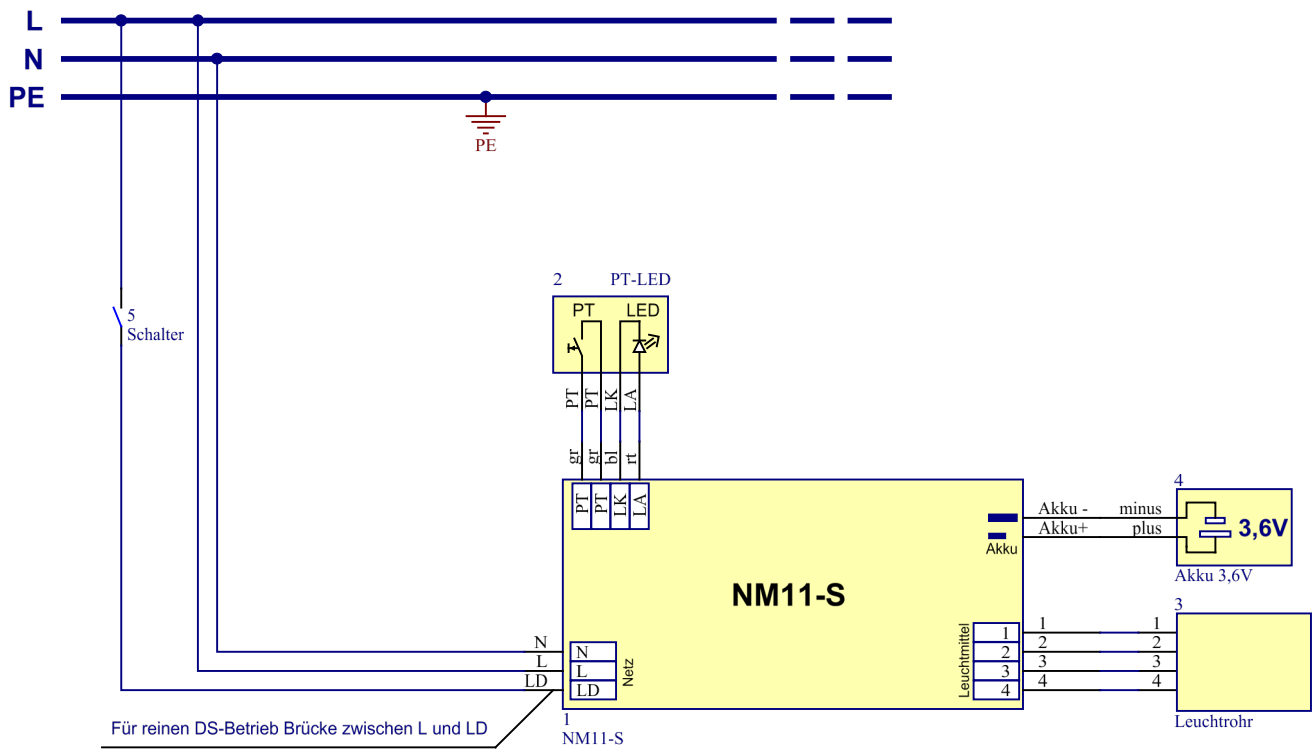 L
N
PE
PE
2 PT-LED
PT LED
5
Schalter
PT PT LK LA
gr gr bl rt
PT PT LK LA
4
Akku - minus
Akku+ plus
3,6V
Akku
Akku 3,6V
NM11-S
3
Leuchtmittel
1 1 1
2 2 2
3 3 3
4 4 4
Leuchtrohr
N N
L L
LD LD
Netz
1
NM11-S
Für reinen DS-Betrieb Brücke zwischen L und LD